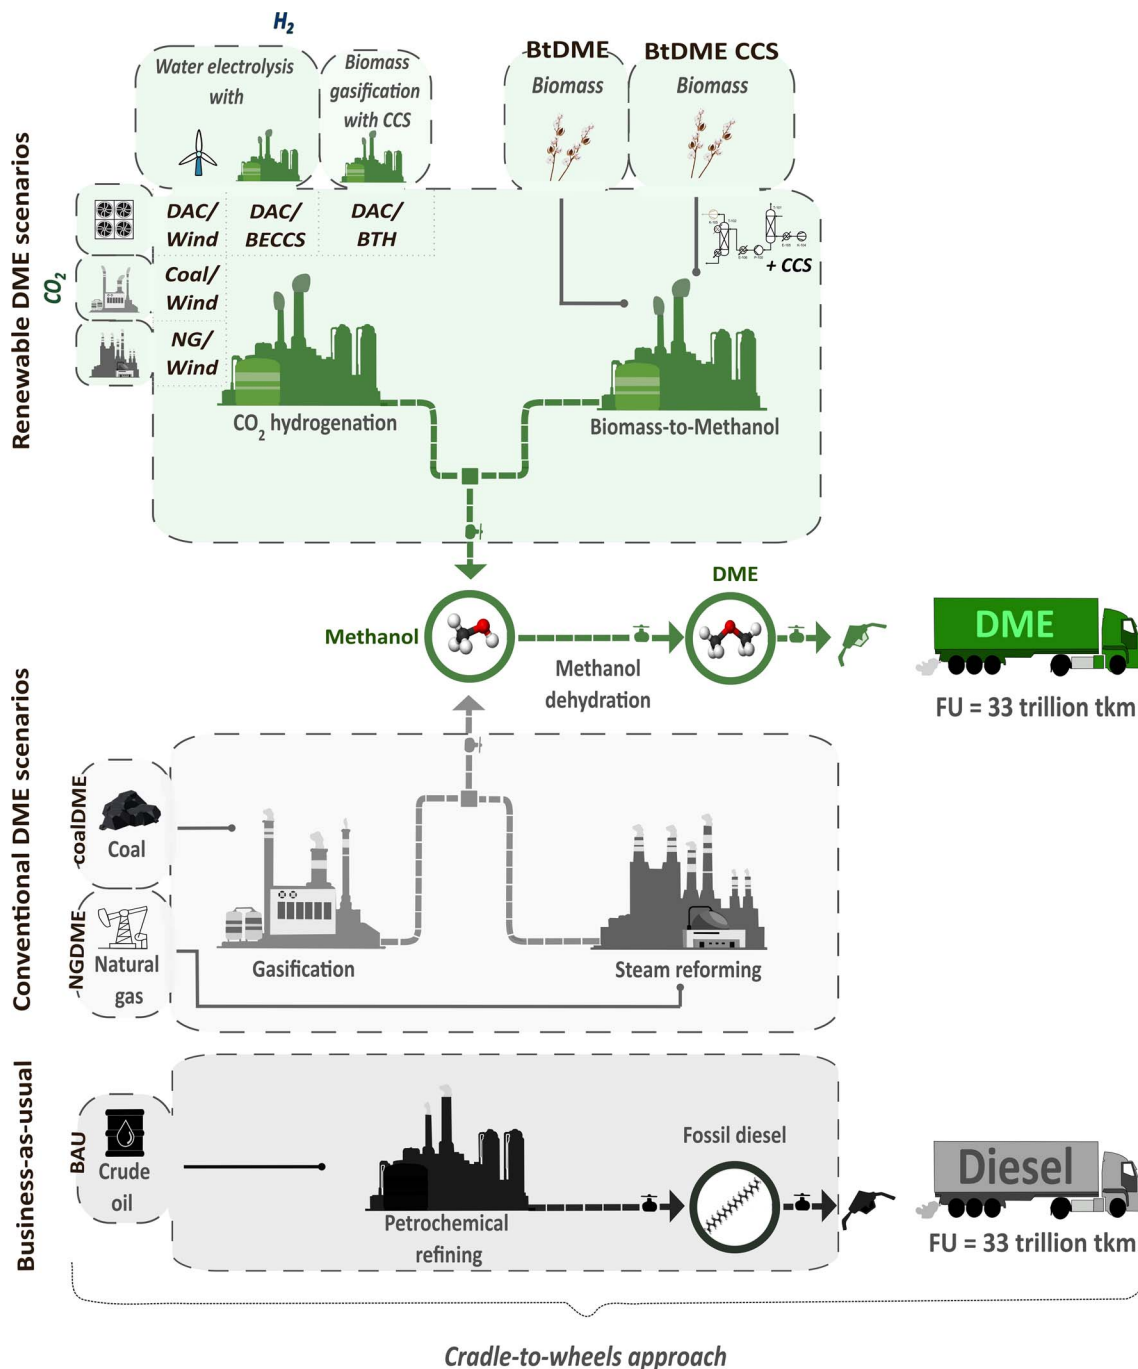 H2
Water electrolysis
with
Biomass
gasification
with CCS
BtDME
Biomass
BtDME CCS
Biomass
Renewable DME scenarios
CO2
DAC/
Wind
DAC/
BECCS
DAC/
BTH
Coal/
Wind
NG/
Wind
+ CCS
CO2 hydrogenation
Biomass-to-Methanol
Methanol
DME
Methanol
dehydration
DME
FU = 33 trillion tkm
Conventional DME scenarios
coalDME
Coal
NGDME
Natural
gas
Gasification
Steam reforming
Business-as-usual
BAU
Crude
oil
Petrochemical
refining
Fossil diesel
Diesel
FU = 33 trillion tkm
Cradle-to-wheels approach